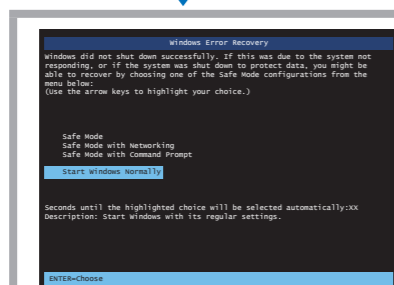 Windows Error Recovery
Windows did not shut down successfully. If this was due to the system not
responding, or if the system was shut down to protect data, you might be
able to recover by choosing one of the Safe Mode configurations from the
menu below:
(Use the arrow keys to highlight your choice.)
Safe Mode
Safe Mode with Networking
Safe Mode with Command Prompt
Start Windows Normally
Seconds until the highlighted choice will be selected automatically:XX
Description: Start Windows with its regular settings.
ENTER=Choose